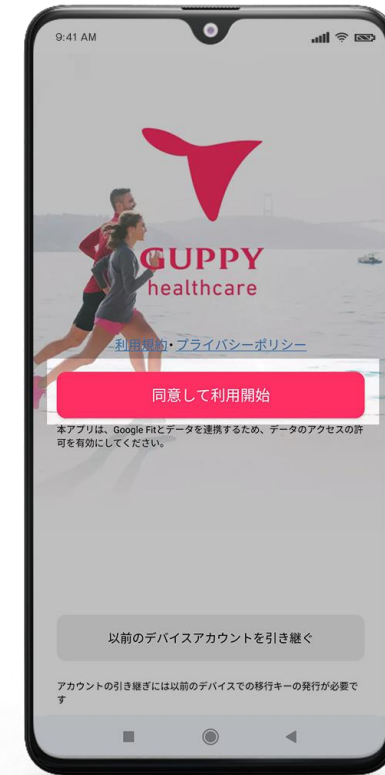 9:41 AM
GUPPY
healthcare
利用規約・プライバシーポリシー
同意して利用開始
本アプリは、Google Fitとデータを連携するため、データのアクセスの許
可を有効にしてください。
以前のデバイスアカウントを引き継ぐ
アカウントの引き継ぎには以前のデバイスでの移行キーの発行が必要で
す